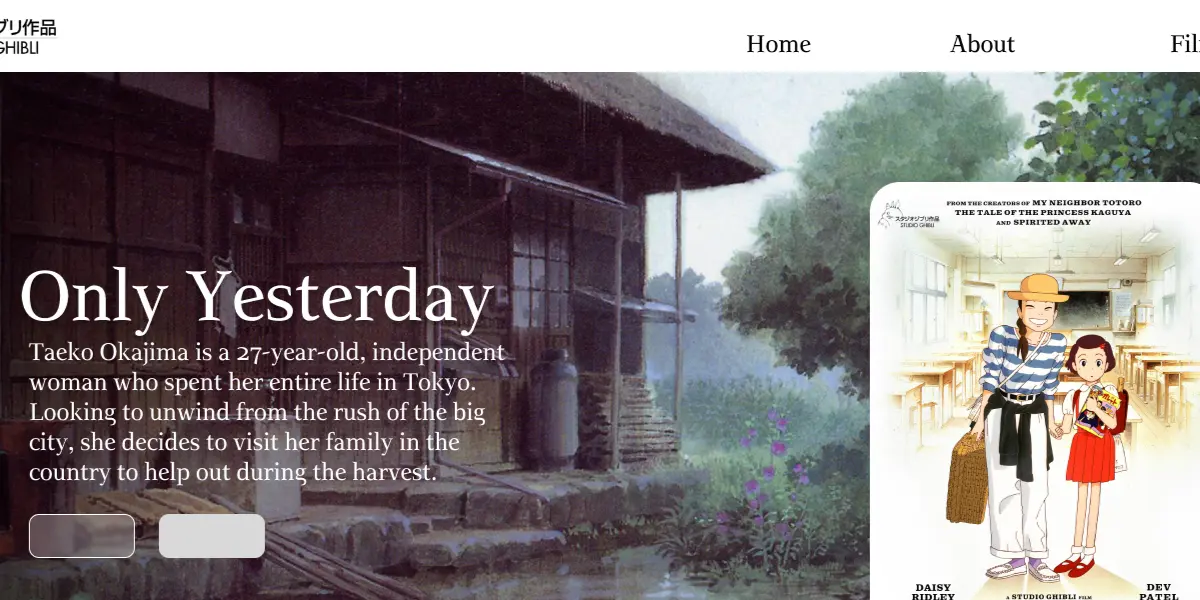 ブリ作品
GHIBLI
Home
About
Fil
Only Yesterday
Taeko Okajima is a 27-year-old, independent
woman who spent her entire life in Tokyo.
Looking to unwind from the rush of the big
city, she decides to visit her family in the
country to help out during the harvest.
FROM THE CREATORS OF MY NEIGHBOR TOTORO
THE TALE OF THE PRINCESS KAGUYA
AND SPIRITED AWAY
スタジオジブリ作品
STUDIO GHIBLI
DAISY
RIDLEY
A STUDIO GHIBLI FILM
DEV
PATEL